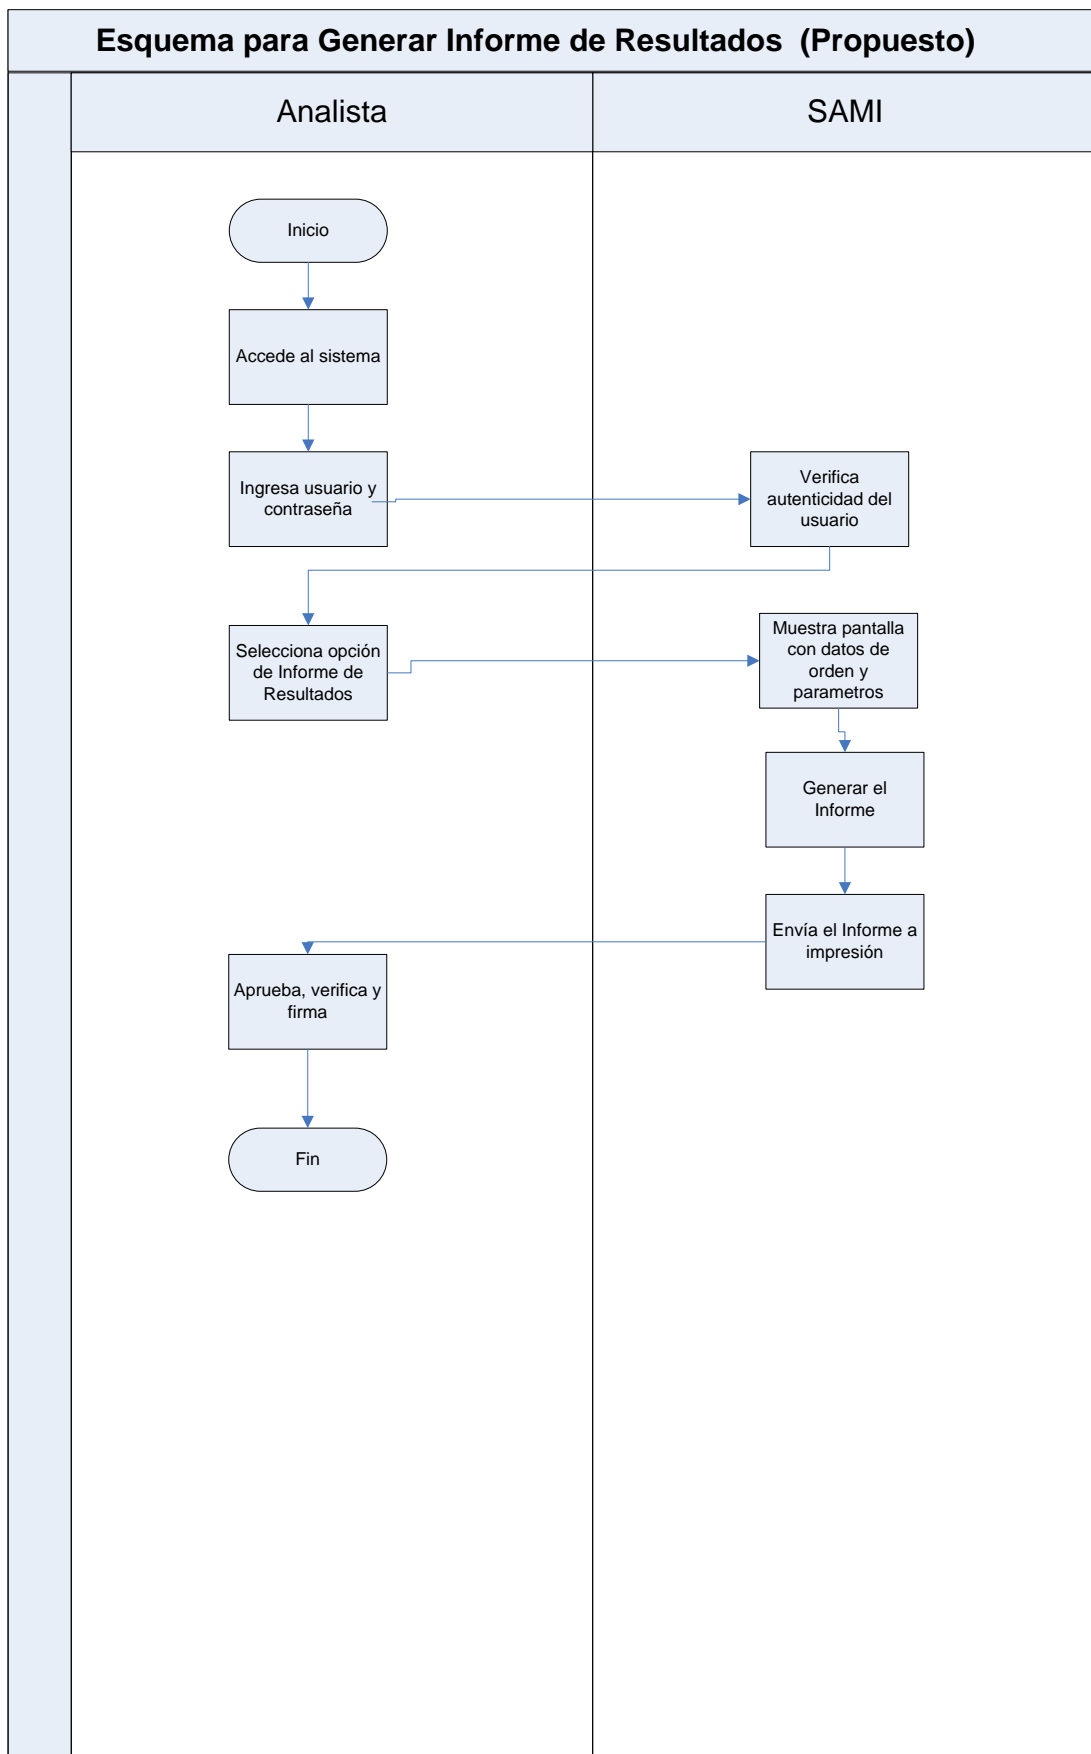 Esquema para Generar Informe de Resultados  (Propuesto)
Analista
SAMI
Inicio
Accede al sistema
Ingresa usuario y
contraseña
Verifica
autenticidad del
usuario
Selecciona opción
de Informe de
Resultados
Muestra pantalla
con datos de
orden y
parametros
Generar el
Informe
Envía el Informe a
impresión
Aprueba, verifica y
firma
Fin